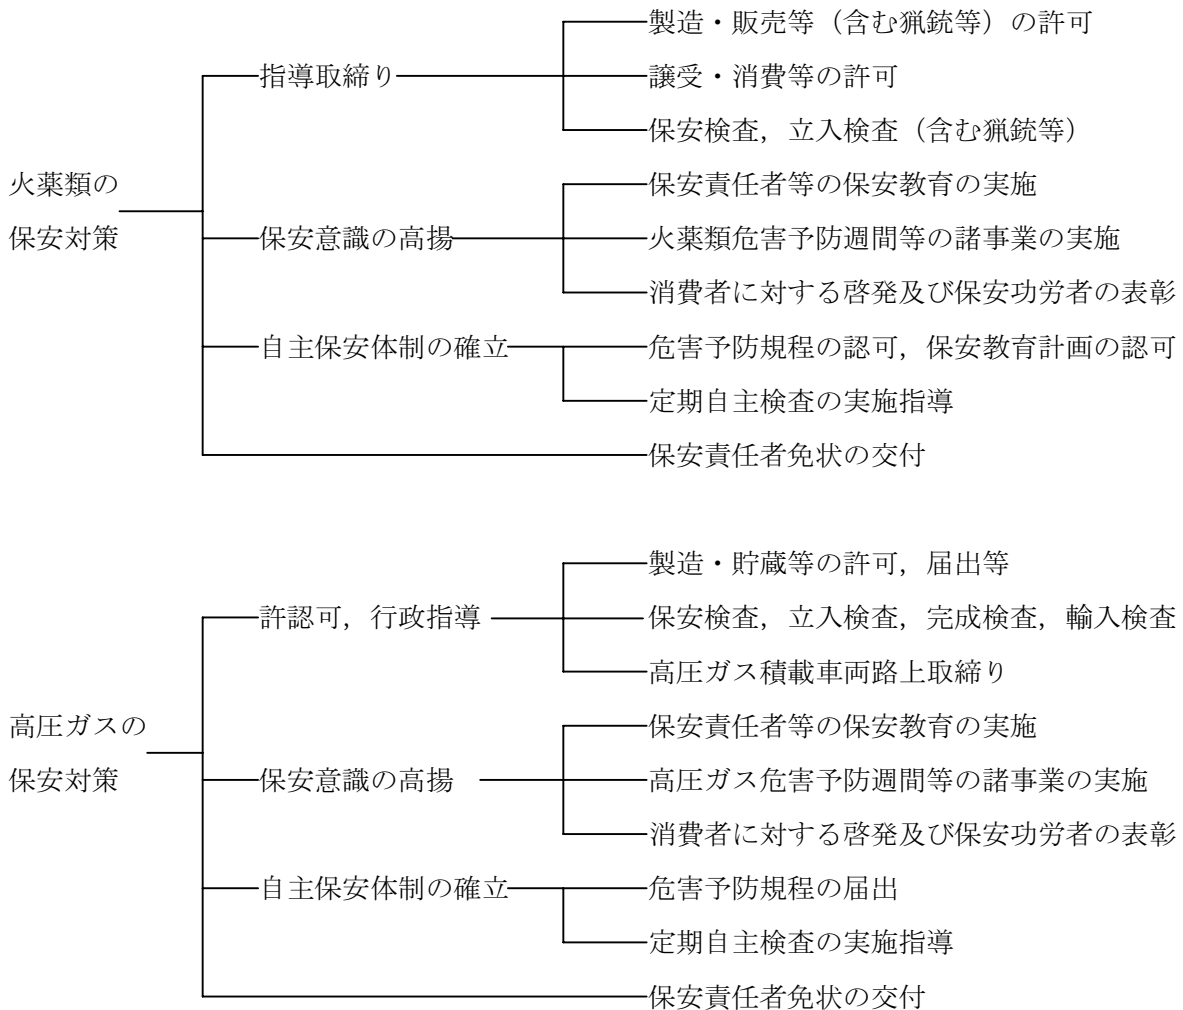 製造・販売等（含む猟銃等）の許可
指導取締り
譲受・消費等の許可
保安検査，立入検査（含む猟銃等）
火薬類の
保安対策
保安責任者等の保安教育の実施
保安意識の高揚
火薬類危害予防週間等の諸事業の実施
消費者に対する啓発及び保安功労者の表彰
自主保安体制の確立
危害予防規程の認可，保安教育計画の認可
定期自主検査の実施指導
保安責任者免状の交付
製造・貯蔵等の許可，届出等
許認可，行政指導
保安検査，立入検査，完成検査，輸入検査
高圧ガス積載車両路上取締り
高圧ガスの
保安対策
保安責任者等の保安教育の実施
保安意識の高揚
高圧ガス危害予防週間等の諸事業の実施
消費者に対する啓発及び保安功労者の表彰
自主保安体制の確立
危害予防規程の届出
定期自主検査の実施指導
保安責任者免状の交付